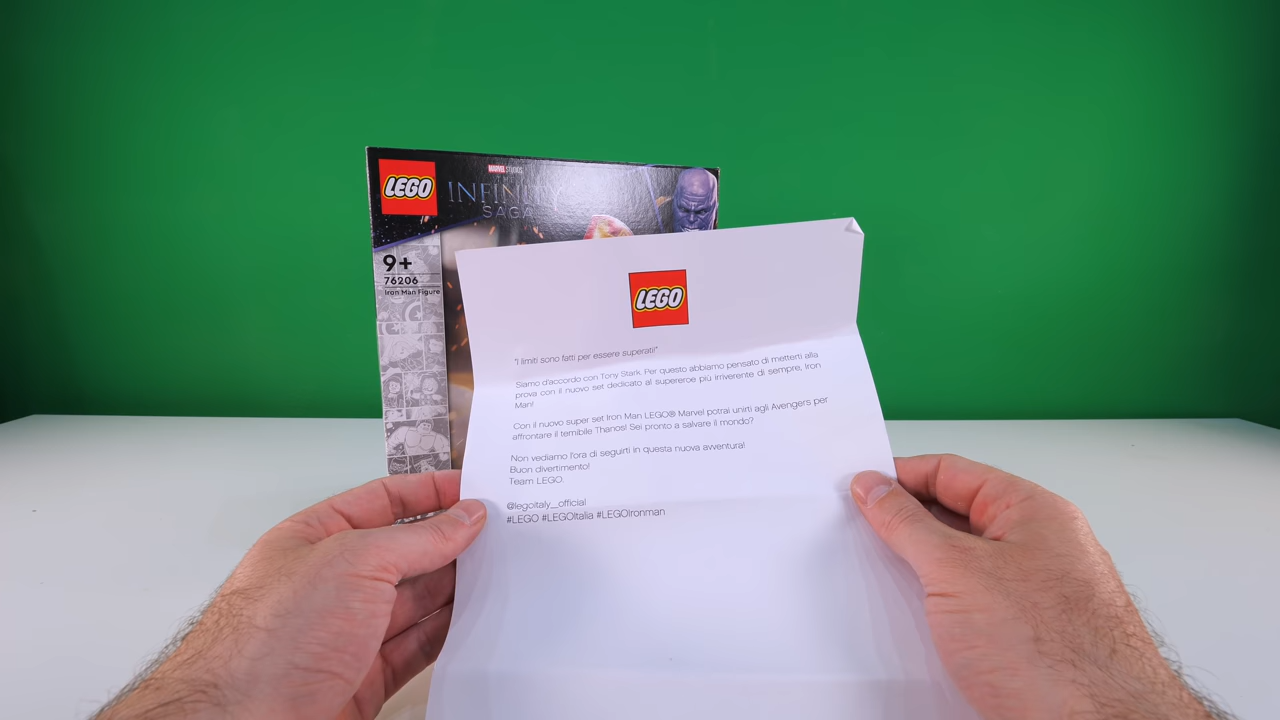 LEGO
MARVEL STUDIOS
THE
INFINITY
SAGA
9+
76206
Iron Man Figure
LEGO
"I limiti sono fatti per essere superati!"
Siamo d'accordo con Tony Stark. Per questo abbiamo pensato di metterti alla
prova con il nuovo set dedicato al supereroe più irriverente di sempre, Iron
Man!
Con il nuovo super set Iron Man LEGO® Marvel potrai unirti agli Avengers per
affrontare il temibile Thanos! Sei pronto a salvare il mondo?
Non vediamo l'ora di seguirti in questa nuova avventura!
Buon divertimento!
Team LEGO.
@legoitaly_official
#LEGO #LEGOItalia #LEGOIronman